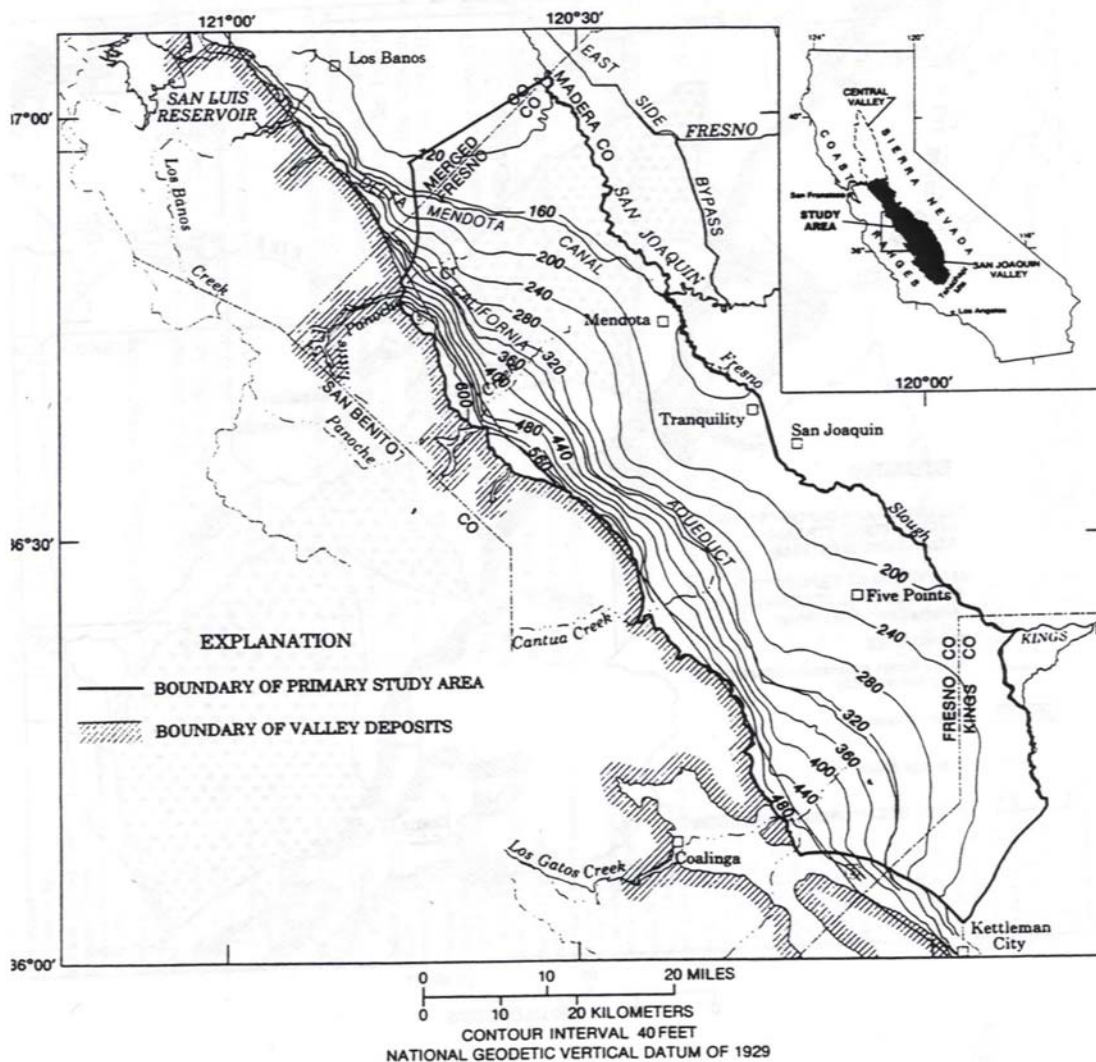 121°00′
120°30′
Los Banos
SAN LUIS
RESERVOIR
37°00′
Los Banos
Creek
120
MERCED CO
FRESNO CO
MADERA CO
EAST
SIDE
BYPASS
FRESNO
DELTA
MENDOTA
CANAL
SAN
JOAQUIN
160
200
240
280
320
360
400
CALIFORNIA
AQUEDUCT
Mendota
Panoche
Hills
SAN BENITO
CO
Panoche
600
480
440
560
Tranquility
San Joaquin
Fresno
Slough
36°30′
200
Five Points
240
280
320
360
400
440
480
Cantua Creek
KINGS
FRESNO CO
KINGS CO
EXPLANATION
BOUNDARY OF PRIMARY STUDY AREA
BOUNDARY OF VALLEY DEPOSITS
Los Gatos Creek
Coalinga
Kettleman
City
36°00′
0 10 20 MILES
0 10 20 KILOMETERS
CONTOUR INTERVAL 40 FEET
NATIONAL GEODETIC VERTICAL DATUM OF 1929
124°
120°
CENTRAL
VALLEY
SIERRA NEVADA
COAST
RANGES
San Francisco
STUDY
AREA
SAN JOAQUIN
VALLEY
Los Angeles
120°00′